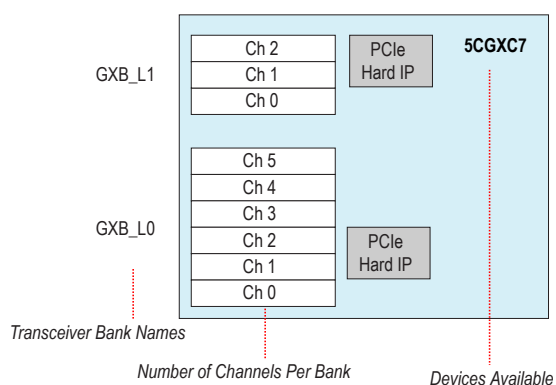 GXB_L1
Ch 2
Ch 1
Ch 0
PCIe
Hard IP
5CGXC7
GXB_L0
Ch 5
Ch 4
Ch 3
Ch 2
Ch 1
Ch 0
PCIe
Hard IP
Transceiver Bank Names
Number of Channels Per Bank
Devices Available